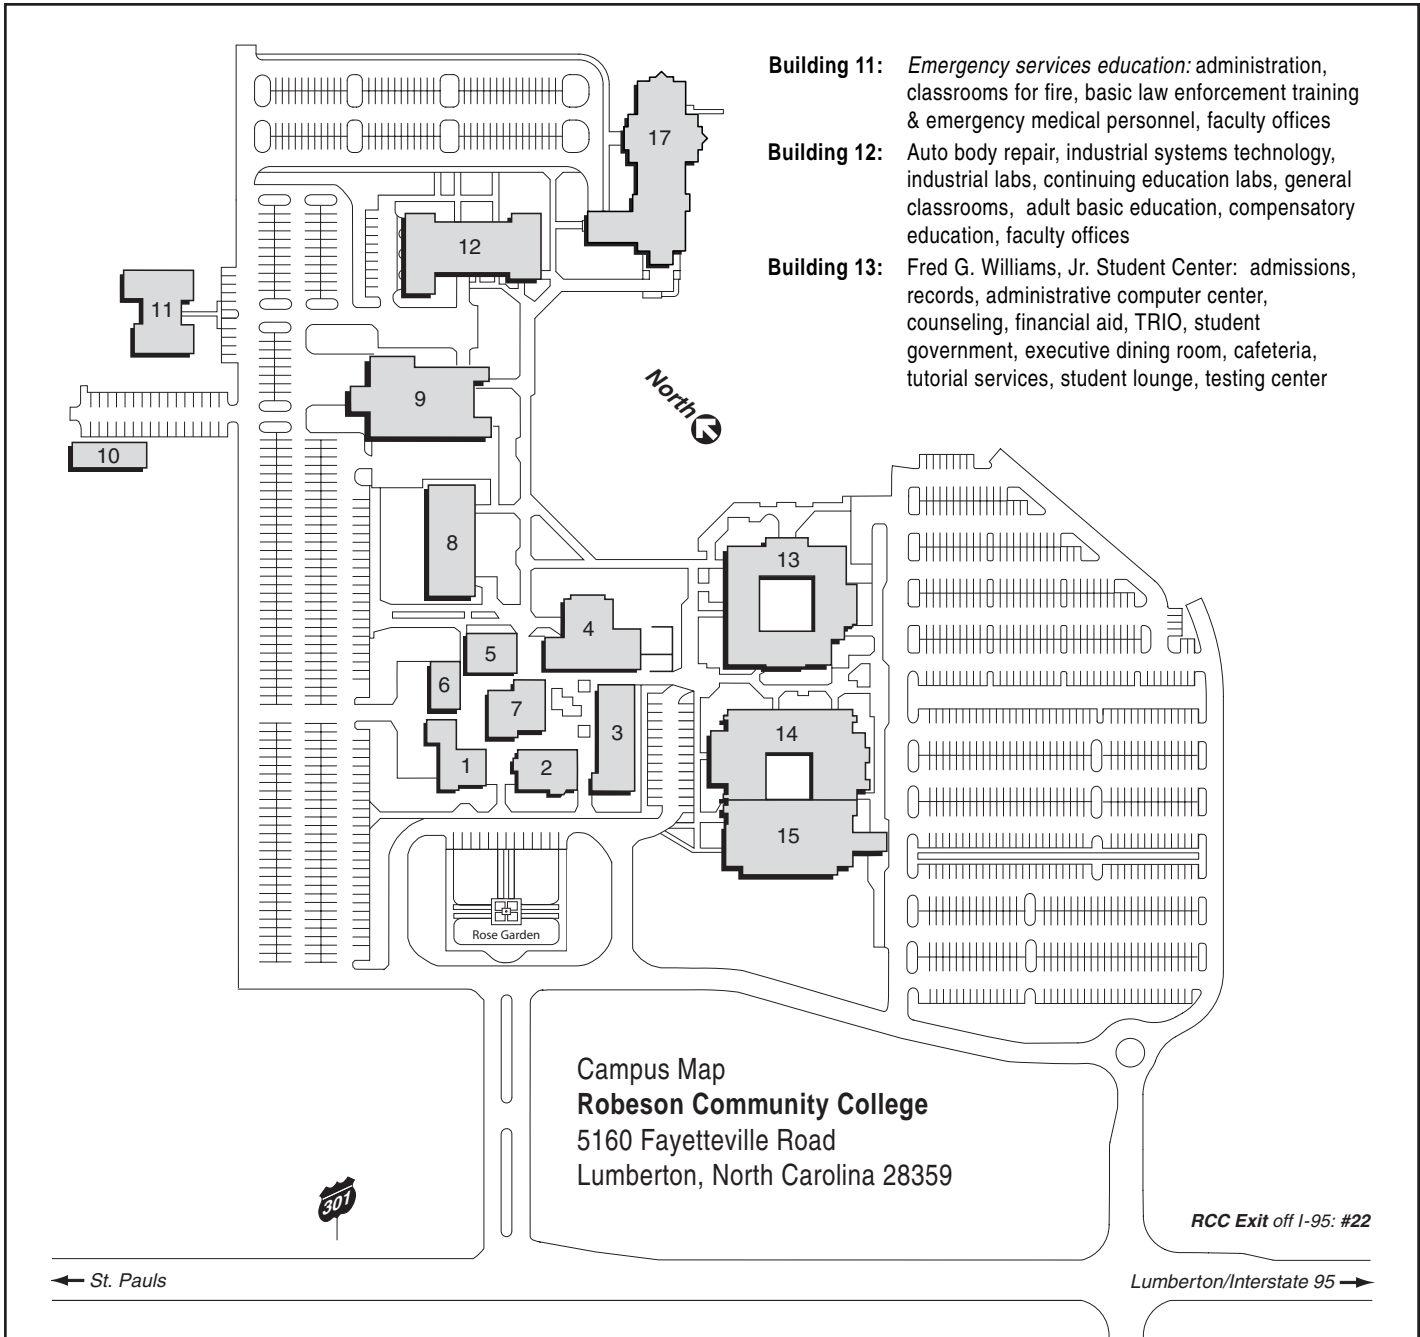 Building 11: Emergency services education: administration,
classrooms for fire, basic law enforcement training
& emergency medical personnel, faculty offices
Building 12: Auto body repair, industrial systems technology,
industrial labs, continuing education labs, general
classrooms, adult basic education, compensatory
education, faculty offices
Building 13: Fred G. Williams, Jr. Student Center: admissions,
records, administrative computer center,
counseling, financial aid, TRIO, student
government, executive dining room, cafeteria,
tutorial services, student lounge, testing center
17
12
11
9
North
10
8
13
4
5
6
7
3
14
1
2
15
Rose Garden
Campus Map
Robeson Community College
5160 Fayetteville Road
Lumberton, North Carolina 28359
301
RCC Exit off I-95: #22
St. Pauls
Lumberton/Interstate 95